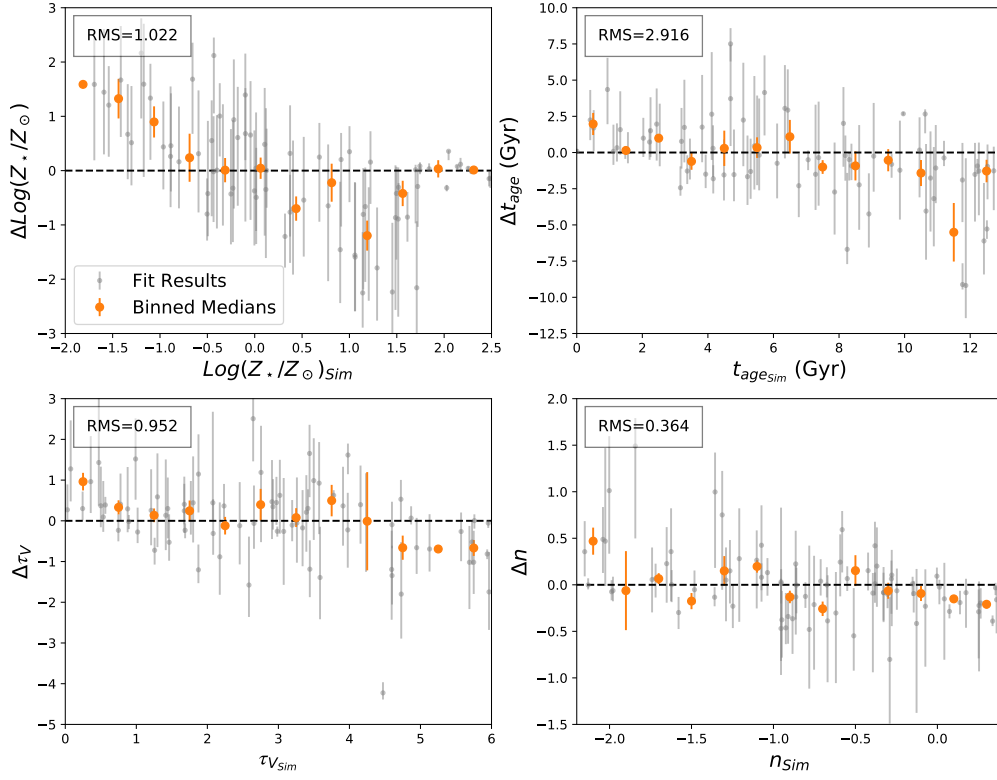 RMS=1.022
3
2
1
0
−1
−2
−3
ΔLog(Z⋆/Z⊙)
Fit Results
Binned Medians
−2.0 −1.5 −1.0 −0.5 0.0 0.5 1.0 1.5 2.0 2.5
Log(Z⋆/Z⊙)Sim
RMS=2.916
10.0
7.5
5.0
2.5
0.0
−2.5
−5.0
−7.5
−10.0
−12.5
Δtage (Gyr)
0 2 4 6 8 10 12
tageSim (Gyr)
RMS=0.952
3
2
1
0
−1
−2
−3
−4
−5
ΔτV
0 1 2 3 4 5 6
τVSim
RMS=0.364
2.0
1.5
1.0
0.5
0.0
−0.5
−1.0
−1.5
Δn
−2.0 −1.5 −1.0 −0.5 0.0
nSim